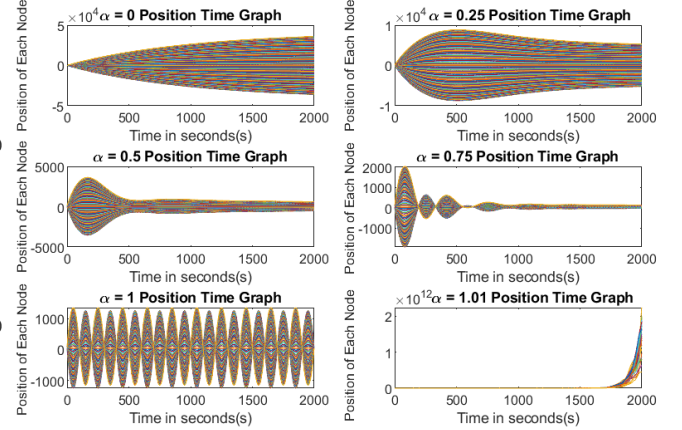 ×10⁴ α = 0 Position Time Graph
Position of Each Node
5
0
-5
0 500 1000 1500 2000
Time in seconds(s)
×10⁴ α = 0.25 Position Time Graph
Position of Each Node
1
0
-1
0 500 1000 1500 2000
Time in seconds(s)
α = 0.5 Position Time Graph
Position of Each Node
5000
0
-5000
0 500 1000 1500 2000
Time in seconds(s)
α = 0.75 Position Time Graph
Position of Each Node
2000
1000
0
-1000
0 500 1000 1500 2000
Time in seconds(s)
α = 1 Position Time Graph
Position of Each Node
1000
0
-1000
0 500 1000 1500 2000
Time in seconds(s)
×10¹² α = 1.01 Position Time Graph
Position of Each Node
2
1
0
0 500 1000 1500 2000
Time in seconds(s)